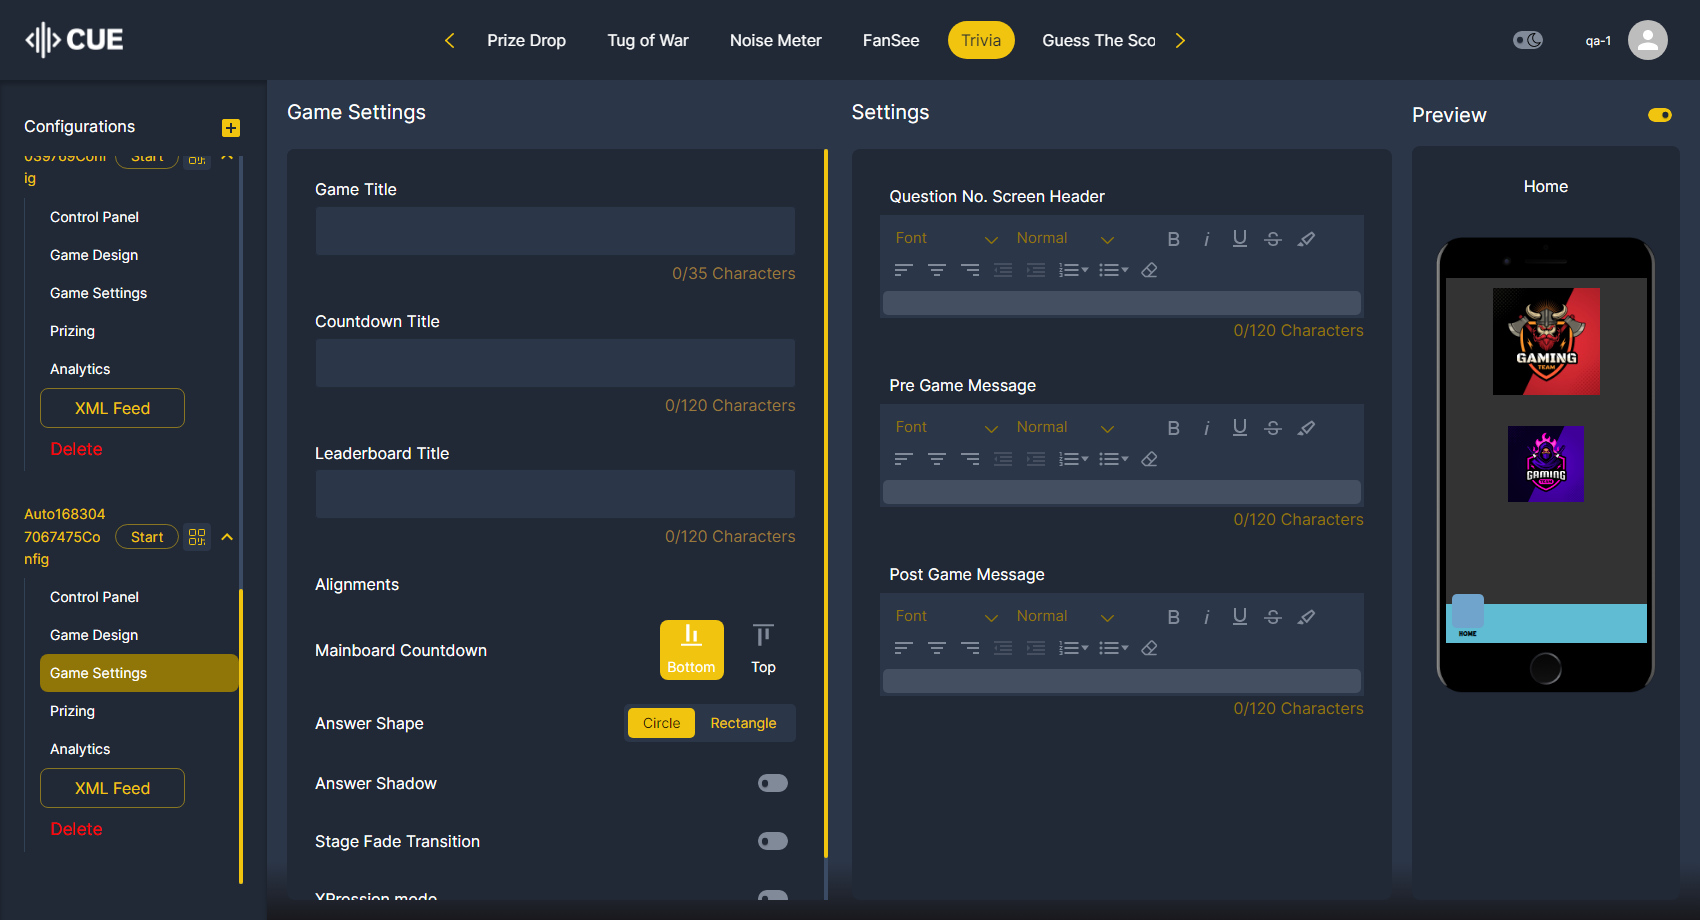 CUE
Prize Drop
Tug of War
Noise Meter
FanSee
Trivia
Guess The Sco
qa-1
Configurations
039769Conf
ig
Start
Control Panel
Game Design
Game Settings
Prizing
Analytics
XML Feed
Delete
Auto168304
7067475Co
nfig
Start
Control Panel
Game Design
Game Settings
Prizing
Analytics
XML Feed
Delete
Game Settings
Game Title
0/35 Characters
Countdown Title
0/120 Characters
Leaderboard Title
0/120 Characters
Alignments
Mainboard Countdown
Bottom
Top
Answer Shape
Circle
Rectangle
Answer Shadow
Stage Fade Transition
XPression mode
Settings
Question No. Screen Header
Font
Normal
0/120 Characters
Pre Game Message
Font
Normal
0/120 Characters
Post Game Message
Font
Normal
0/120 Characters
Preview
Home
GAMING
TEAM
GAMING
TEAM
HOME